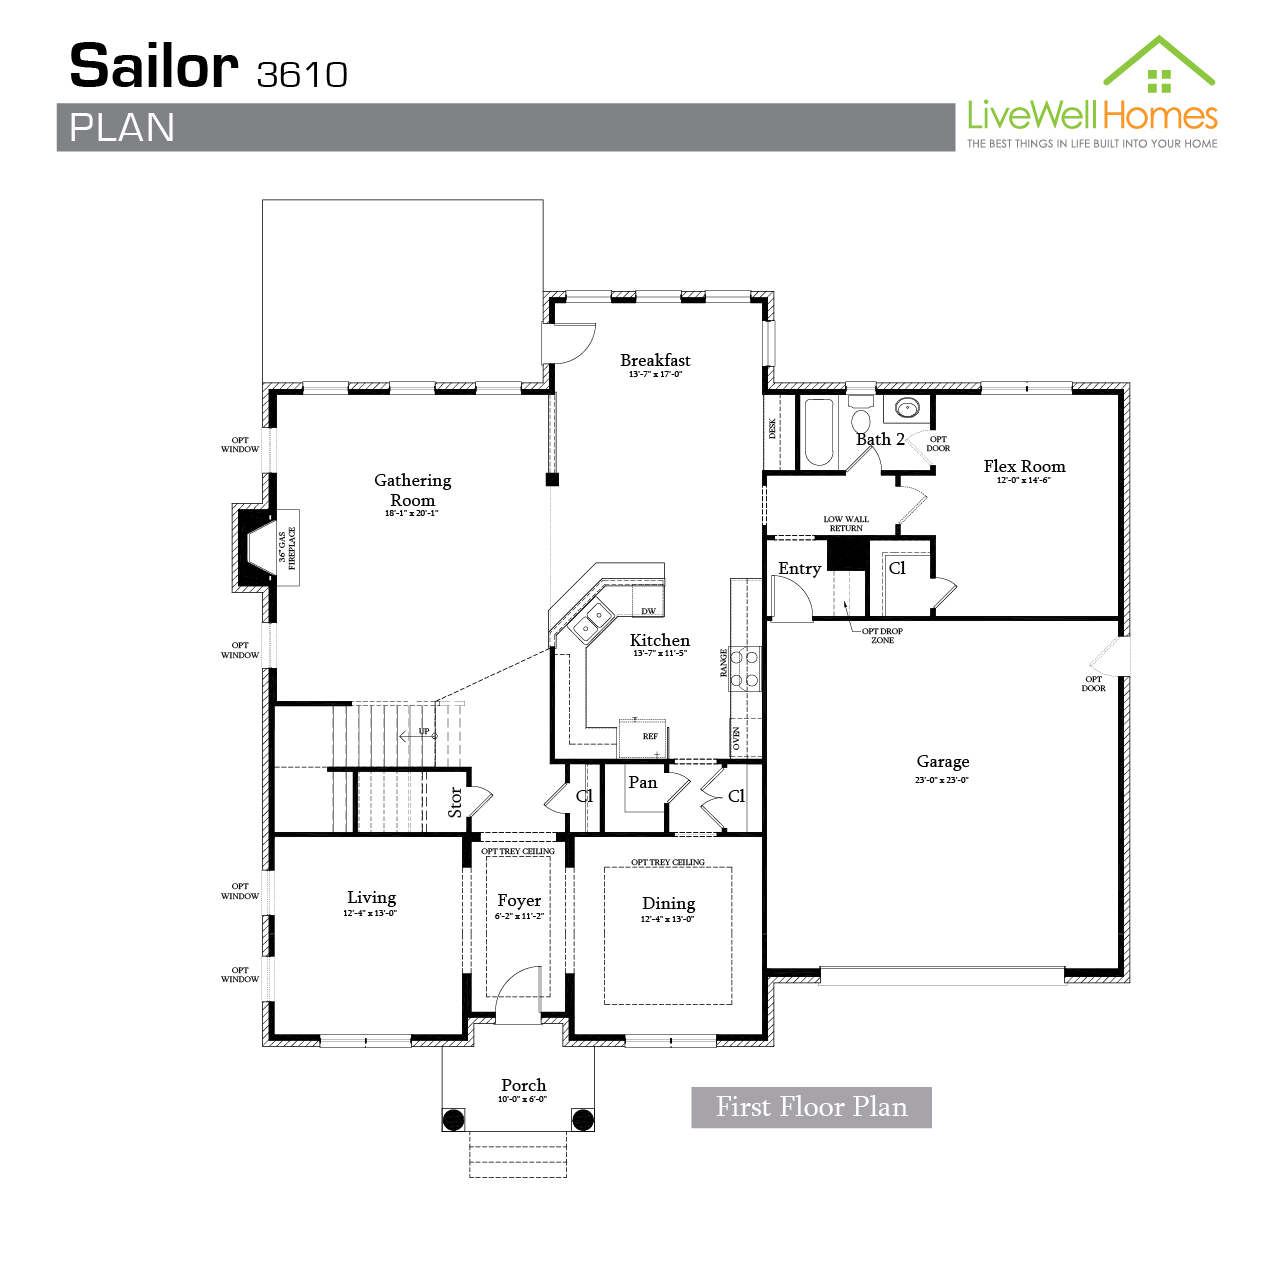 Sailor 3610
PLAN
LiveWell Homes
THE BEST THINGS IN LIFE BUILT INTO YOUR HOME
Breakfast
13'-7" x 17'-0"
OPT
WINDOW
Gathering
Room
18'-1" x 20'-1"
DESK
Bath 2
OPT
DOOR
Flex Room
12'-0" x 14'-6"
36" GAS
FIREPLACE
LOW WALL
RETURN
Entry
Cl
DW
OPT DROP
ZONE
OPT
WINDOW
Kitchen
13'-7" x 11'-5"
RANGE
OPT
DOOR
UP
REF
OVEN
Garage
23'-0" x 23'-0"
Stor
Cl
Pan
Cl
OPT TREY CEILING
OPT TREY CEILING
OPT
WINDOW
Living
12'-4" x 13'-0"
Foyer
6'-2" x 11'-2"
Dining
12'-4" x 13'-0"
OPT
WINDOW
Porch
10'-0" x 6'-0"
First Floor Plan